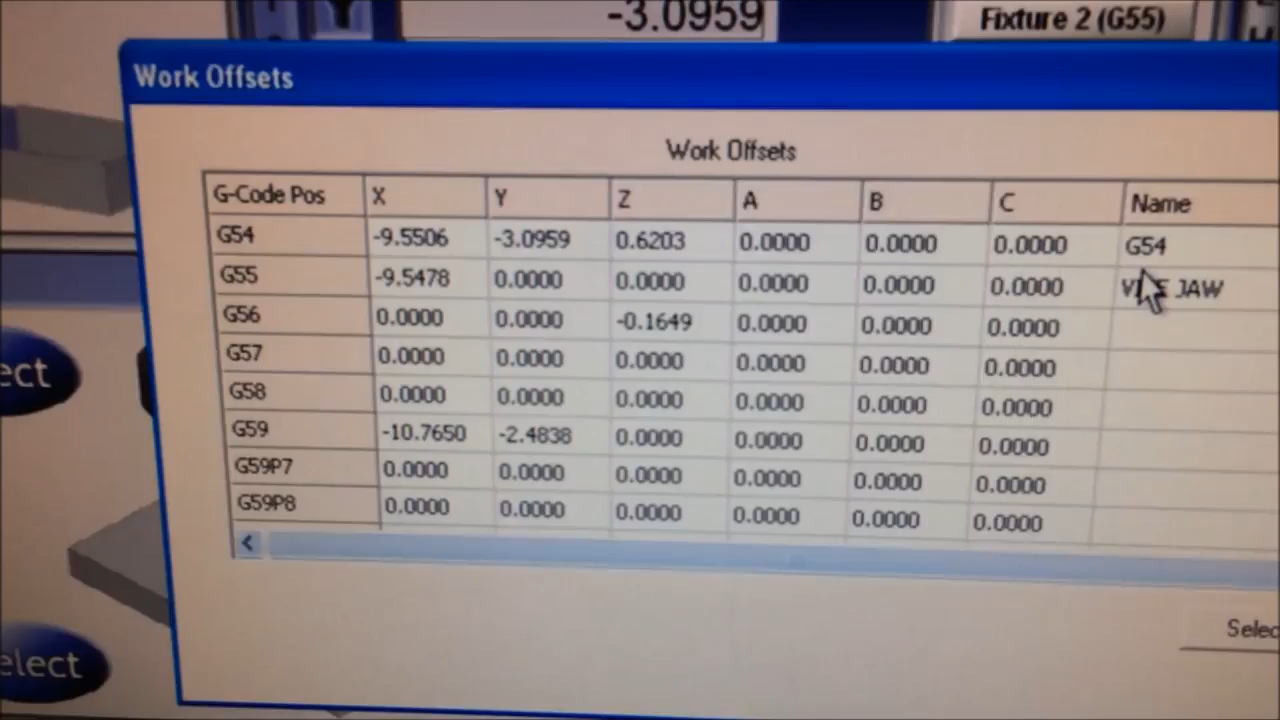 -3.0959
Fixture 2 (G55)
Work Offsets
Work Offsets
G-Code Pos X Y Z A B C Name
G54 -9.5506 -3.0959 0.6203 0.0000 0.0000 0.0000 G54
G55 -9.5478 0.0000 0.0000 0.0000 0.0000 0.0000 JAW
G56 0.0000 0.0000 -0.1649 0.0000 0.0000 0.0000
G57 0.0000 0.0000 0.0000 0.0000 0.0000 0.0000
G58 0.0000 0.0000 0.0000 0.0000 0.0000 0.0000
G59 -10.7650 -2.4838 0.0000 0.0000 0.0000 0.0000
G59P7 0.0000 0.0000 0.0000 0.0000 0.0000 0.0000
G59P8 0.0000 0.0000 0.0000 0.0000 0.0000 0.0000
ect
elect
Selec